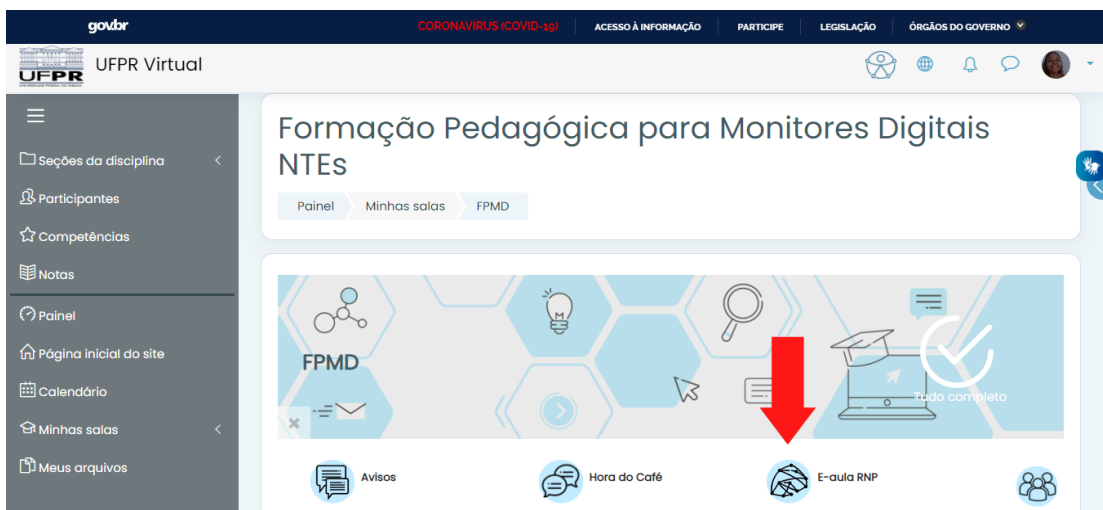 gov.br
CORONAVÍRUS (COVID-19)
ACESSO À INFORMAÇÃO
PARTICIPE
LEGISLAÇÃO
ÓRGÃOS DO GOVERNO
UFPR
UFPR Virtual
Seções da disciplina
Participantes
Competências
Notas
Painel
Página inicial do site
Calendário
Minhas salas
Meus arquivos
Formação Pedagógica para Monitores Digitais
NTEs
Painel
Minhas salas
FPMD
FPMD
M
Tudo completo
Avisos
Hora do Café
E-aula RNP